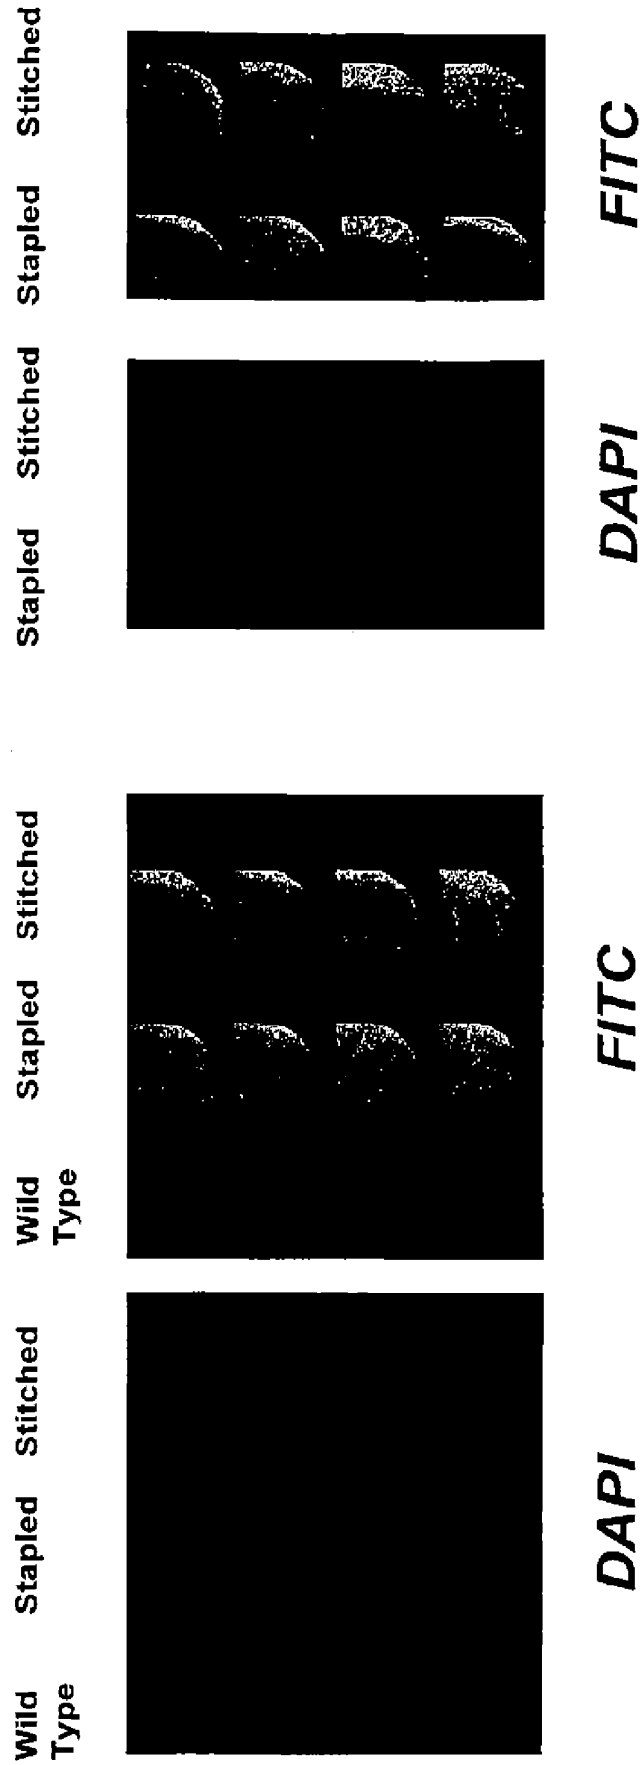 Wild Stapled Stitched Wild Stapled Stitched Stapled Stitched Stapled Stitched
Type Type
DAPI FITC DAPI FITC